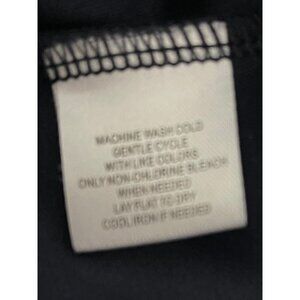 MACHINE WASH COLD
GENTLE CYCLE
WITH LIKE COLORS
ONLY NON-CHLORINE BLEACH
WHEN NEEDED
LAY FLAT TO DRY
COOL IRON IF NEEDED